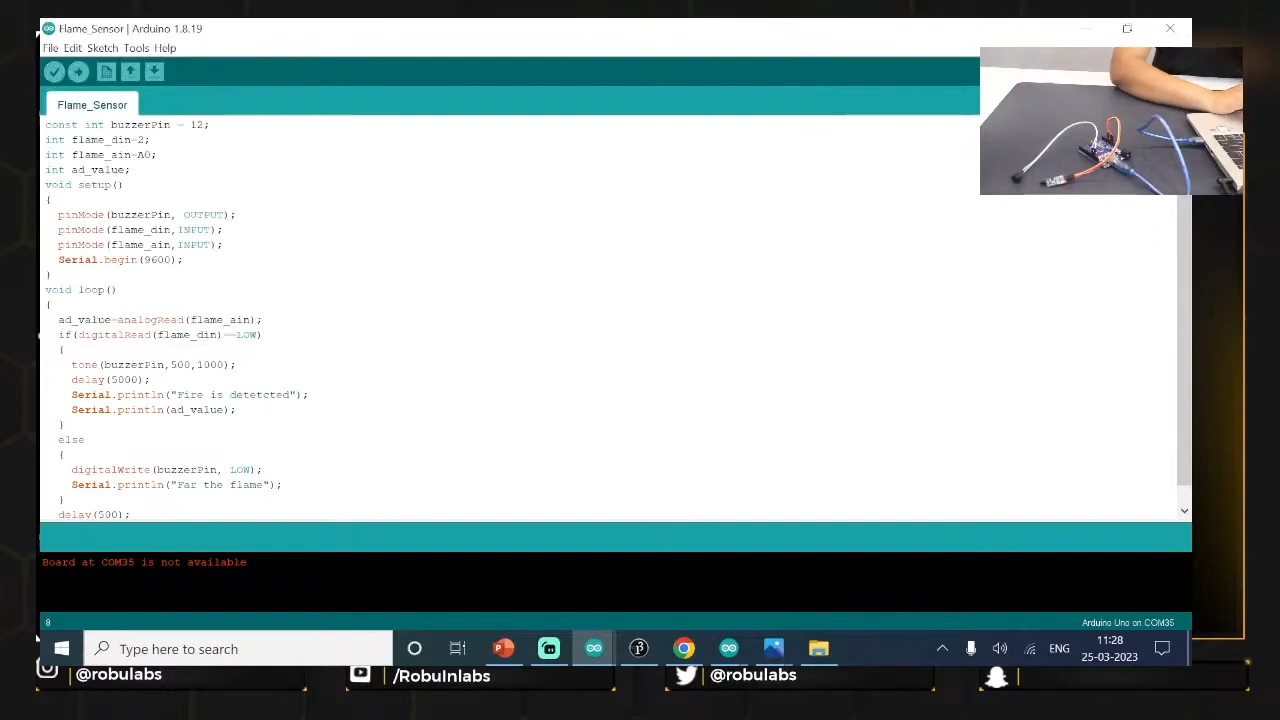 Flame_Sensor | Arduino 1.8.19
File Edit Sketch Tools Help
Flame_Sensor
const int buzzerPin = 12;
int flame_din=2;
int flame_ain=A0;
int ad_value;
void setup()
{
pinMode(buzzerPin, OUTPUT);
pinMode(flame_din,INPUT);
pinMode(flame_ain,INPUT);
Serial.begin(9600);
}
void loop()
{
ad_value=analogRead(flame_ain);
if(digitalRead(flame_din)==LOW)
{
tone(buzzerPin,500,1000);
delay(5000);
Serial.println("Fire is detetcted");
Serial.println(ad_value);
}
else
{
digitalWrite(buzzerPin, LOW);
Serial.println("Far the flame");
}
delay(500);
Board at COM35 is not available
8
Arduino Uno on COM35
Type here to search
ENG
11:28
25-03-2023
@robulabs
/Robulnlabs
@robulabs